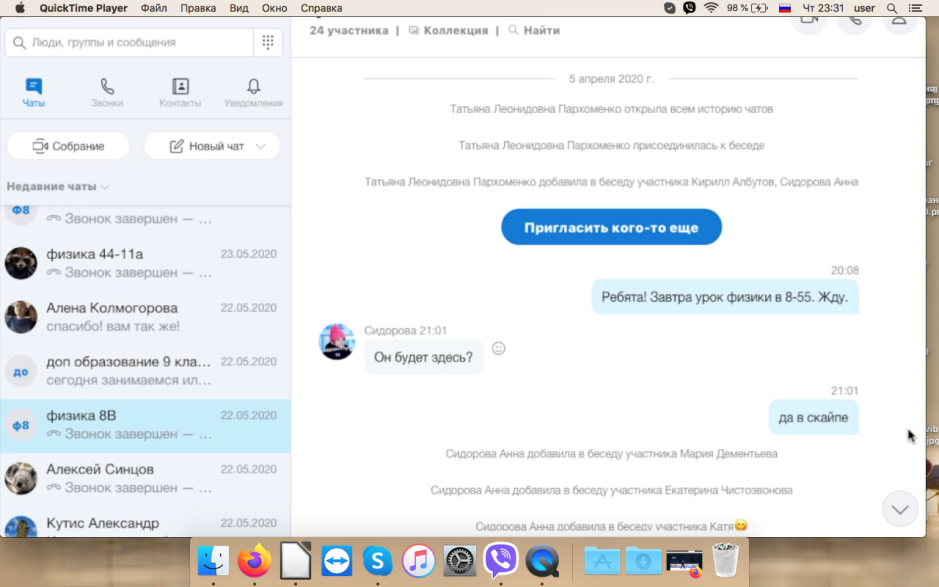 QuickTime Player Файл Правка Вид Окно Справка 98 % Чт 23:31 user
Люди, группы и сообщения
24 участника | Коллекция | Найти
Чаты Звонки Контакты Уведомления
Собрание Новый чат
Недавние чаты
Ф8 Звонок завершен — ...
физика 44-11а 23.05.2020
Звонок завершен — ...
Алена Колмогорова 22.05.2020
спасибо! вам так же!
до доп образование 9 кла... 22.05.2020
сегодня занимаемся ил...
ф8 физика 8В 22.05.2020
Звонок завершен — ...
Алексей Синцов 22.05.2020
Звонок завершен — ...
Кутис Александр 22.05.2020
5 апреля 2020 г.
Татьяна Леонидовна Пархоменко открыла всем историю чатов
Татьяна Леонидовна Пархоменко присоединилась к беседе
Татьяна Леонидовна Пархоменко добавила в беседу участника Кирилл Албутов, Сидорова Анна
Пригласить кого-то еще
20:08
Ребята! Завтра урок физики в 8-55. Жду.
Сидорова 21:01
Он будет здесь?
21:01
да в скайпе
Сидорова Анна добавила в беседу участника Мария Дементьева
Сидорова Анна добавила в беседу участника Екатерина Чистозвонова
Сидорова Анна добавила в беседу участника Катя😋